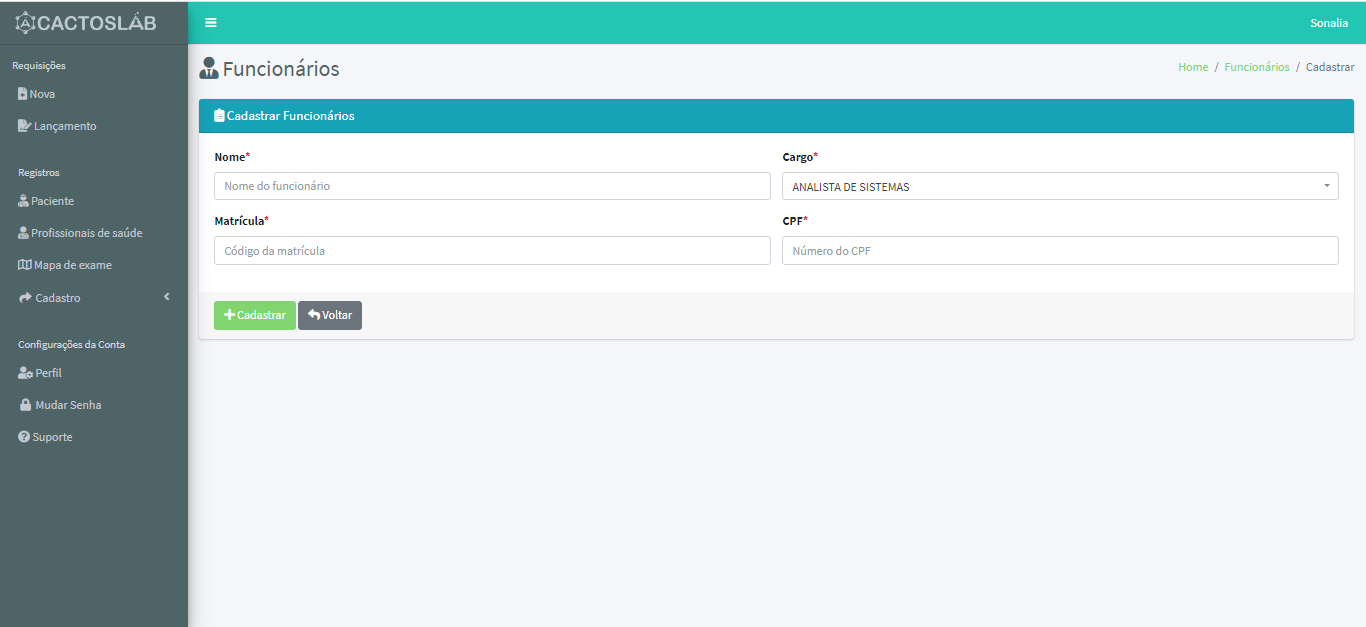 CACTOSLAB
Sonalia
Requisições
Nova
Lançamento
Registros
Paciente
Profissionais de saúde
Mapa de exame
Cadastro
Configurações da Conta
Perfil
Mudar Senha
Suporte
Funcionários
Home / Funcionários / Cadastrar
Cadastrar Funcionários
Nome*
Nome do funcionário
Cargo*
ANALISTA DE SISTEMAS
Matrícula*
Código da matrícula
CPF*
Número do CPF
Cadastrar
Voltar